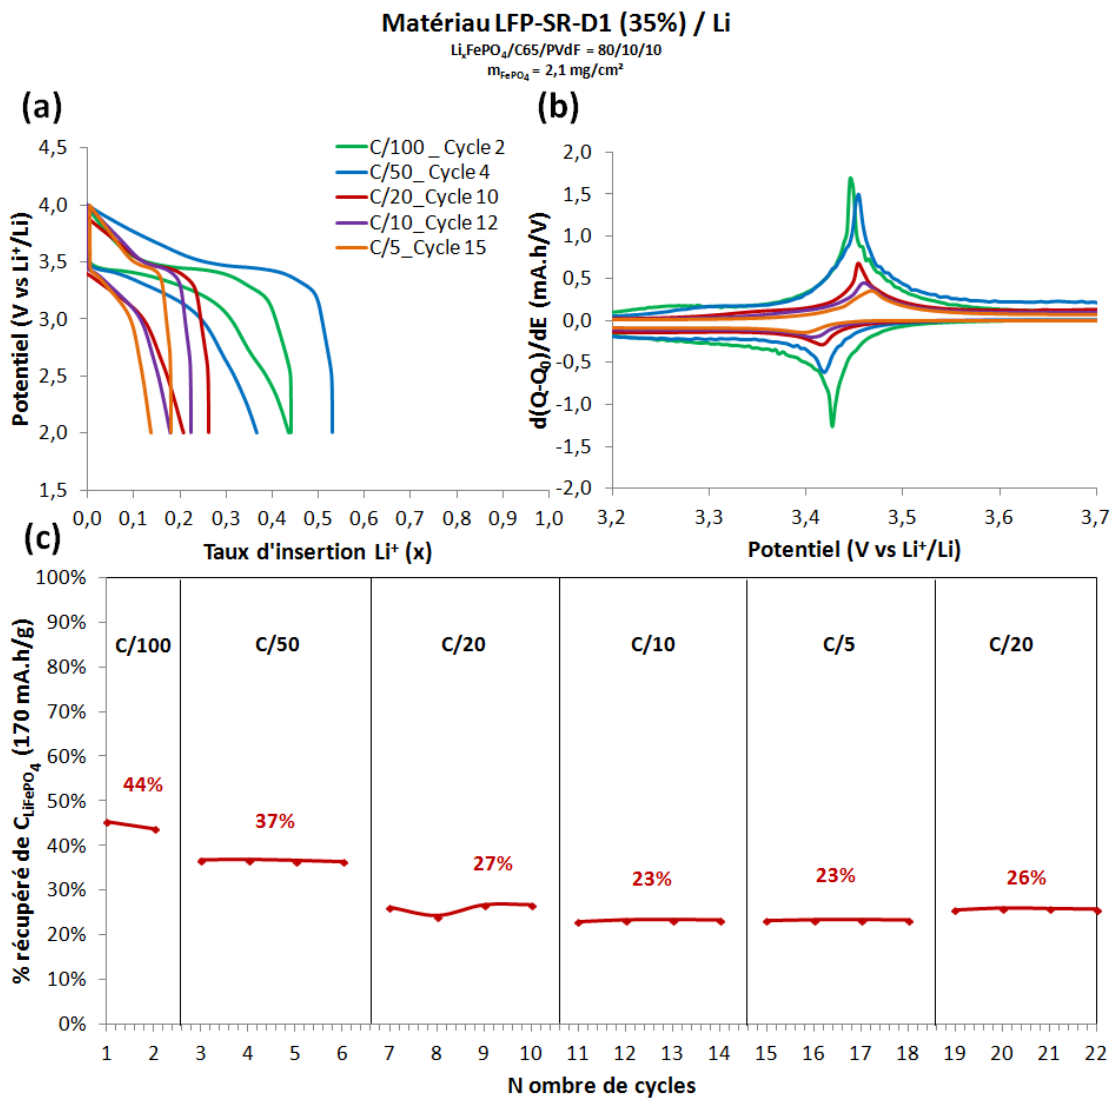 Matériau LFP-SR-D1 (35%) / Li
LiₓFePO₄/C65/PVdF = 80/10/10
m_FePO₄ = 2,1 mg/cm²
(a)
Potentiel (V vs Li⁺/Li)
4,5
4,0
3,5
3,0
2,5
2,0
1,5
0,0 0,1 0,2 0,3 0,4 0,5 0,6 0,7 0,8 0,9 1,0
Taux d'insertion Li⁺ (x)
C/100 _ Cycle 2
C/50_ Cycle 4
C/20_Cycle 10
C/10_Cycle 12
C/5_Cycle 15
(b)
d(Q-Q₀)/dE (mA.h/V)
2,0
1,5
1,0
0,5
0,0
-0,5
-1,0
-1,5
-2,0
3,2 3,3 3,4 3,5 3,6 3,7
Potentiel (V vs Li⁺/Li)
(c)
% récupéré de C_LiFePO₄ (170 mA.h/g)
100%
90%
80%
70%
60%
50%
40%
30%
20%
10%
0%
C/100 C/50 C/20 C/10 C/5 C/20
44% 37% 27% 23% 23% 26%
1 2 3 4 5 6 7 8 9 10 11 12 13 14 15 16 17 18 19 20 21 22
N ombre de cycles